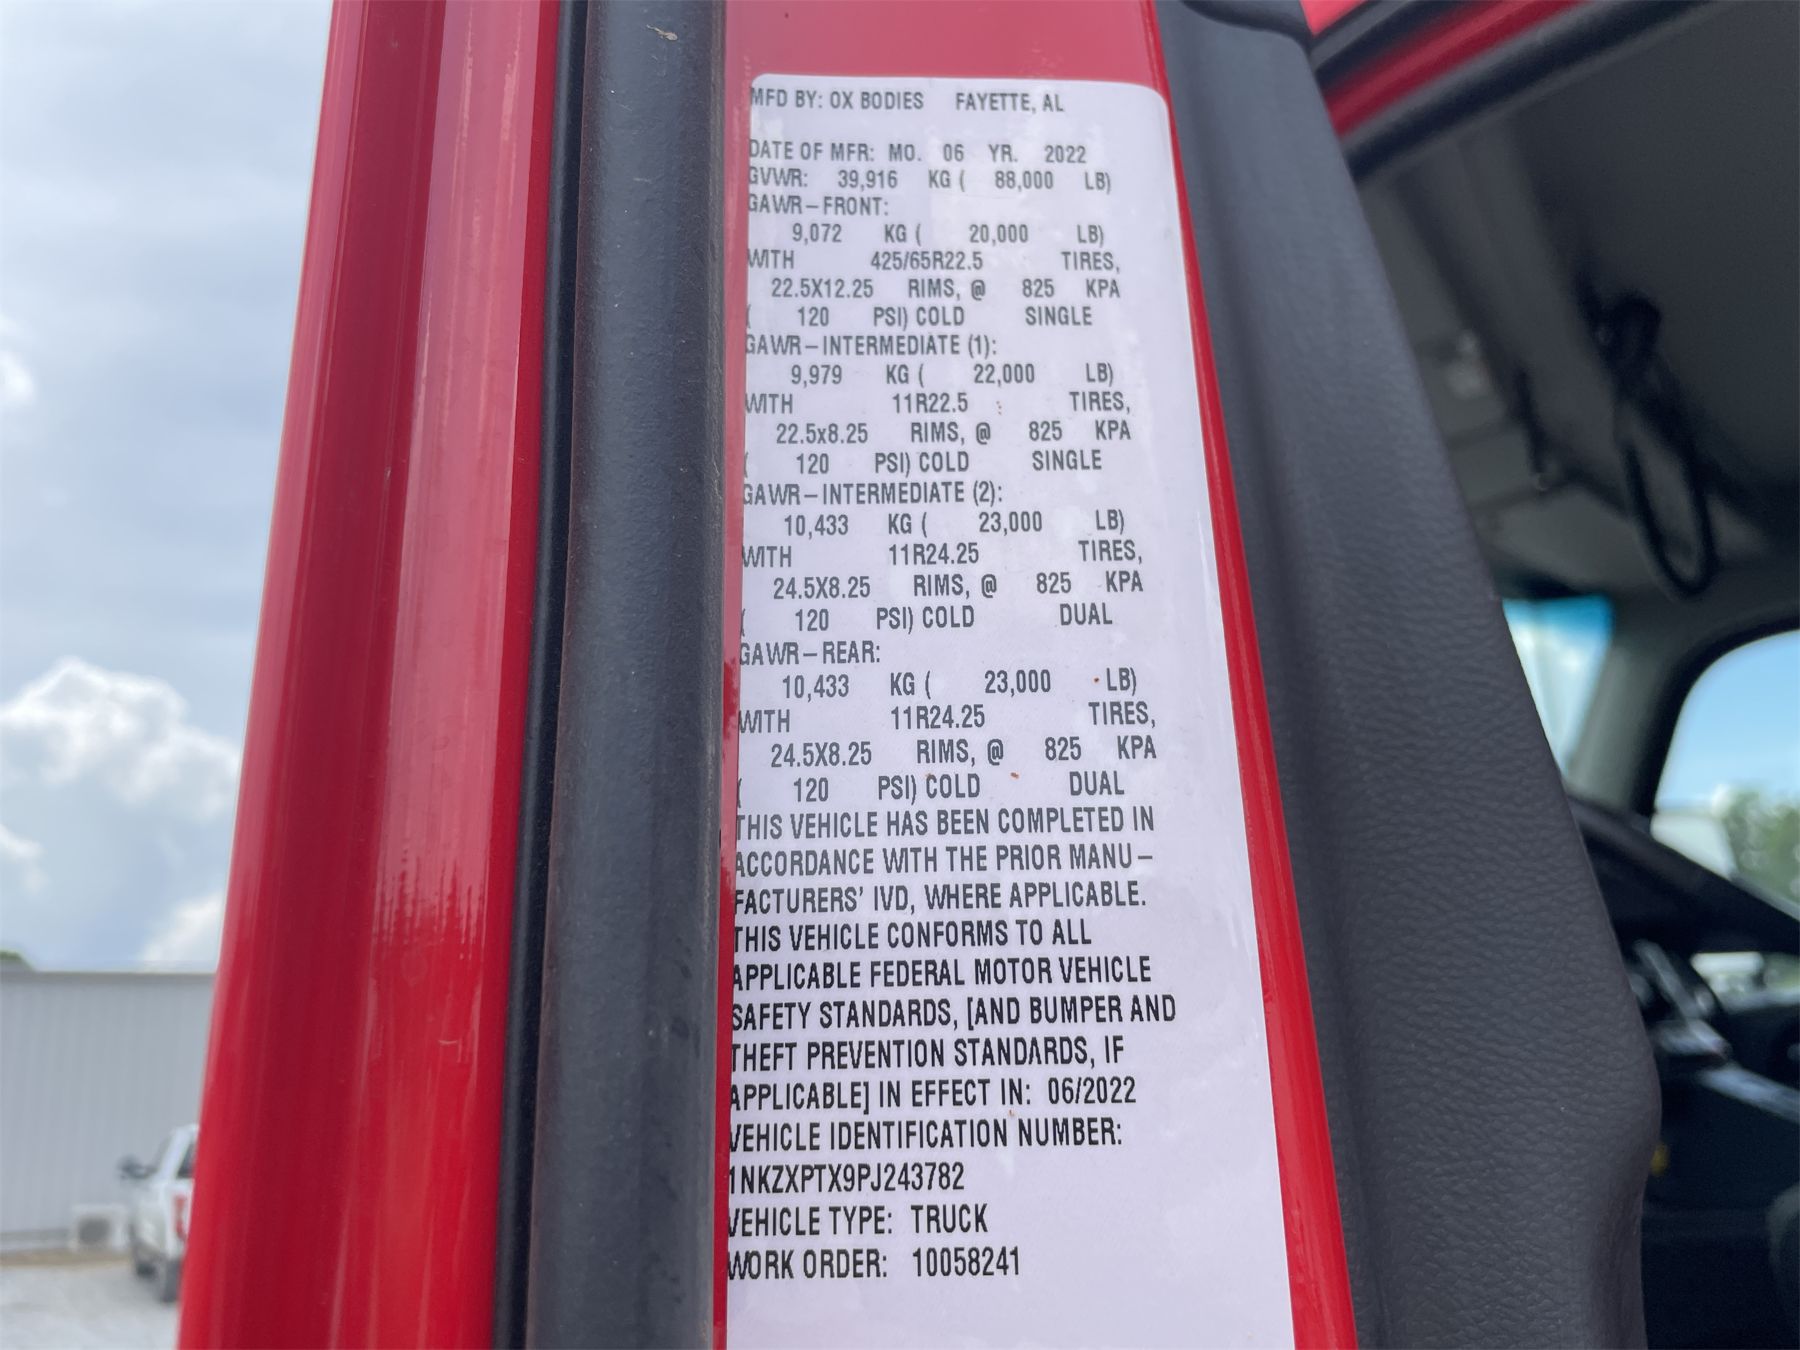 MFD BY: OX BODIES FAYETTE, AL
DATE OF MFR: MO. 06 YR. 2022
GVWR: 39,916 KG ( 88,000 LB)
GAWR-FRONT:
9,072 KG ( 20,000 LB)
WITH 425/65R22.5 TIRES,
22.5X12.25 RIMS, @ 825 KPA
( 120 PSI) COLD SINGLE
GAWR-INTERMEDIATE (1):
9,979 KG ( 22,000 LB)
WITH 11R22.5 TIRES,
22.5x8.25 RIMS, @ 825 KPA
( 120 PSI) COLD SINGLE
GAWR-INTERMEDIATE (2):
10,433 KG ( 23,000 LB)
WITH 11R24.25 TIRES,
24.5X8.25 RIMS, @ 825 KPA
( 120 PSI) COLD DUAL
GAWR-REAR:
10,433 KG ( 23,000 LB)
WITH 11R24.25 TIRES,
24.5X8.25 RIMS, @ 825 KPA
( 120 PSI) COLD DUAL
THIS VEHICLE HAS BEEN COMPLETED IN
ACCORDANCE WITH THE PRIOR MANU-
FACTURERS' IVD, WHERE APPLICABLE.
THIS VEHICLE CONFORMS TO ALL
APPLICABLE FEDERAL MOTOR VEHICLE
SAFETY STANDARDS, [AND BUMPER AND
THEFT PREVENTION STANDARDS, IF
APPLICABLE] IN EFFECT IN: 06/2022
VEHICLE IDENTIFICATION NUMBER:
1NKZXPTX9PJ243782
VEHICLE TYPE: TRUCK
WORK ORDER: 10058241